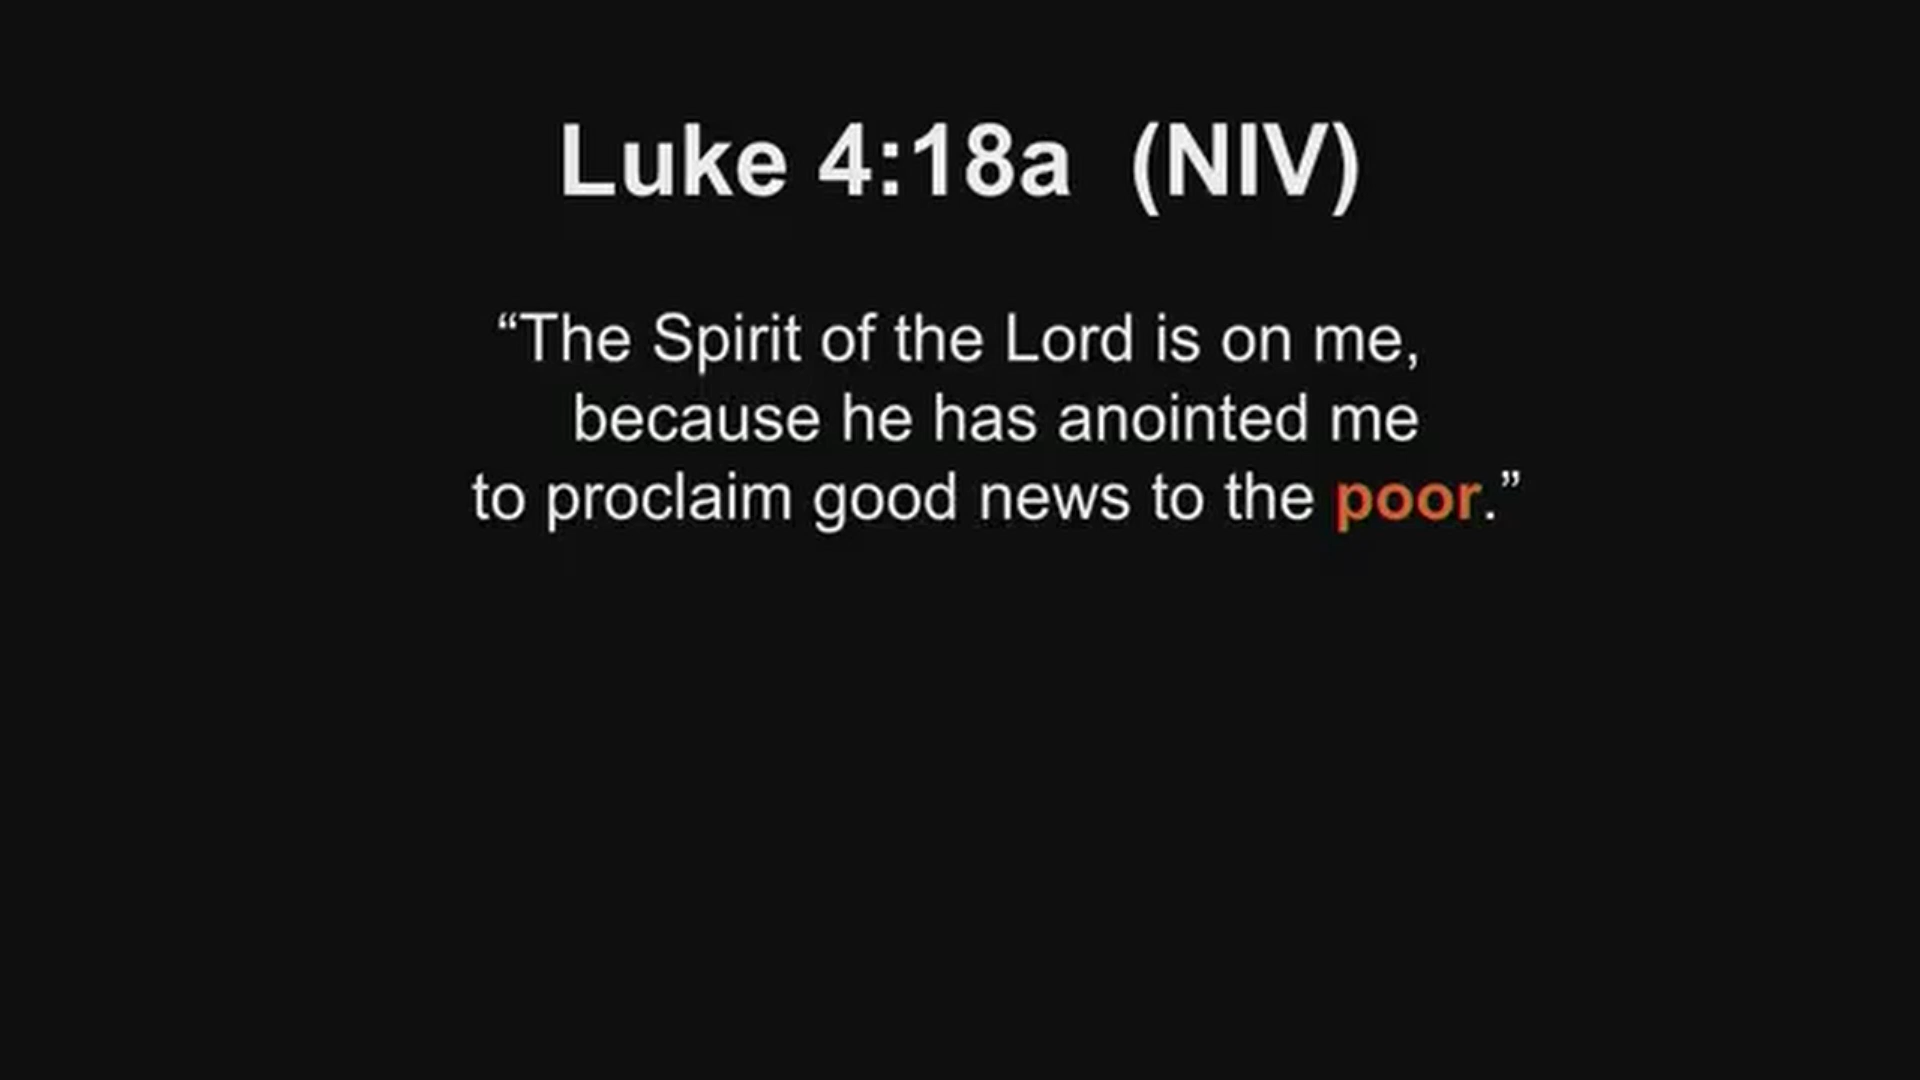 Luke 4:18a (NIV)
“The Spirit of the Lord is on me,
because he has anointed me
to proclaim good news to the poor.”